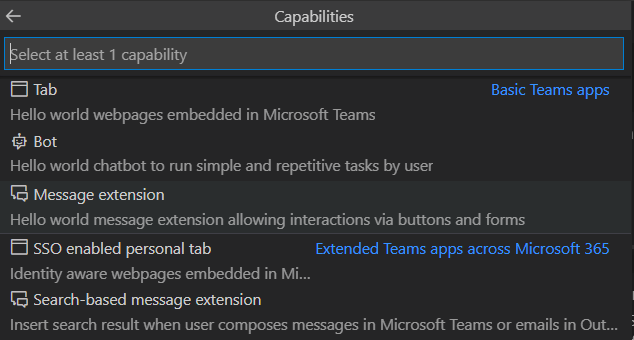 Capabilities
Select at least 1 capability
Tab Basic Teams apps
Hello world webpages embedded in Microsoft Teams
Bot
Hello world chatbot to run simple and repetitive tasks by user
Message extension
Hello world message extension allowing interactions via buttons and forms
SSO enabled personal tab Extended Teams apps across Microsoft 365
Identity aware webpages embedded in Mi...
Search-based message extension
Insert search result when user composes messages in Microsoft Teams or emails in Out...